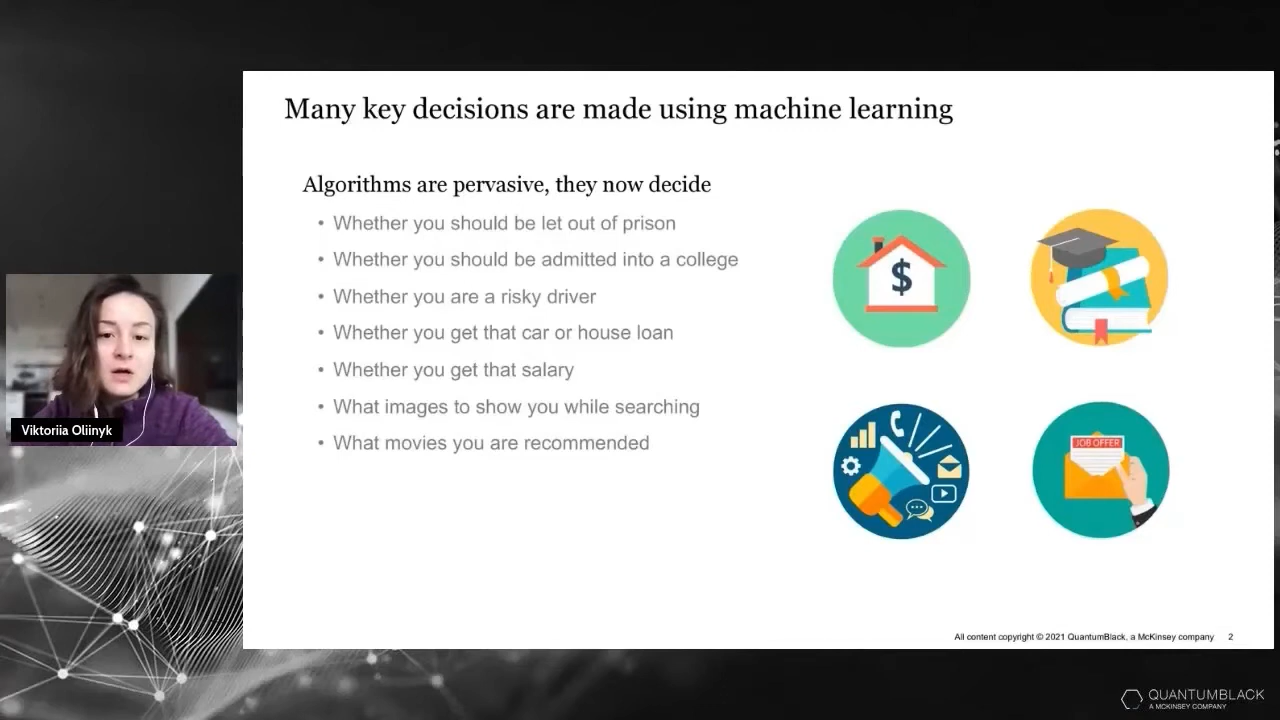 Many key decisions are made using machine learning
Algorithms are pervasive, they now decide
• Whether you should be let out of prison
• Whether you should be admitted into a college
• Whether you are a risky driver
• Whether you get that car or house loan
• Whether you get that salary
• What images to show you while searching
• What movies you are recommended
$
JOB OFFER
Viktoriia Oliinyk
All content copyright © 2021 QuantumBlack, a McKinsey company 2
QUANTUMBLACK
A MCKINSEY COMPANY